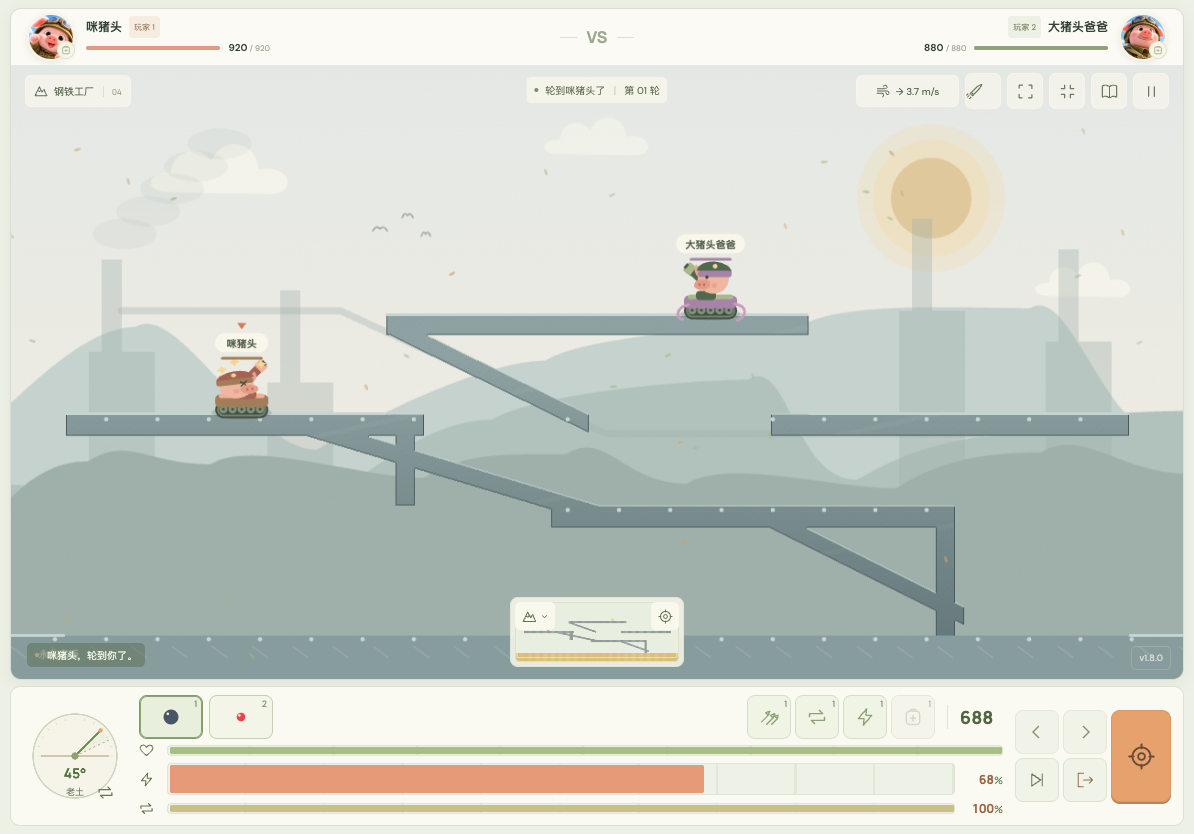 咪猪头 玩家 1
920 / 920
VS
玩家 2 大猪头爸爸
880 / 880
钢铁工厂 04
轮到咪猪头了 第 01 轮
→ 3.7 m/s
大猪头爸爸
咪猪头
咪猪头，轮到你了。
v1.8.0
1
2
1
1
1
1
688
45°
老土
68%
100%